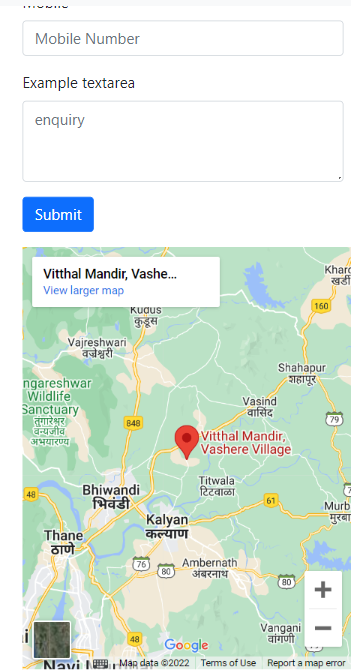 Mobile
Mobile Number
Example textarea
enquiry
Submit
Vitthal Mandir, Vashe...
View larger map
Kudus
कुडूस
160
Vajreshwari
वज्रेश्वरी
Shahapur
शहापूर
ngareshwar
Wildlife
Sanctuary
तुंगारेश्वर
वन्यजीव
अभयारण्य
Vasind
वासिंद
79
848
Vitthal Mandir,
Vashere Village
Titwala
टिटवाळा
48
Bhiwandi
भिवंडी
61
Murb
मुरबा
Kalyan
कल्याण
Thane
ठाणे
76
80
Ambernath
अंबरनाथ
80
79
48
Vangani
वांगणी
Google
Map data ©2022
Terms of Use
Report a map error